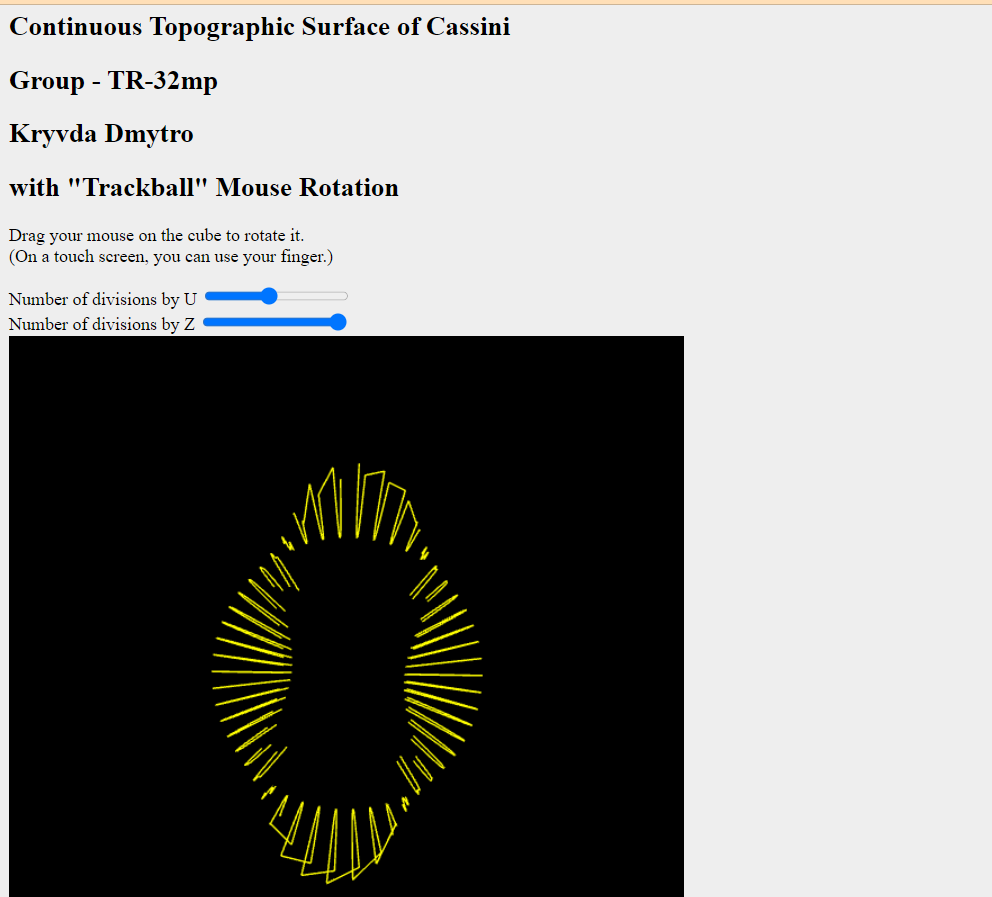 Continuous Topographic Surface of Cassini
Group - TR-32mp
Kryvda Dmytro
with "Trackball" Mouse Rotation
Drag your mouse on the cube to rotate it.
(On a touch screen, you can use your finger.)
Number of divisions by U
Number of divisions by Z